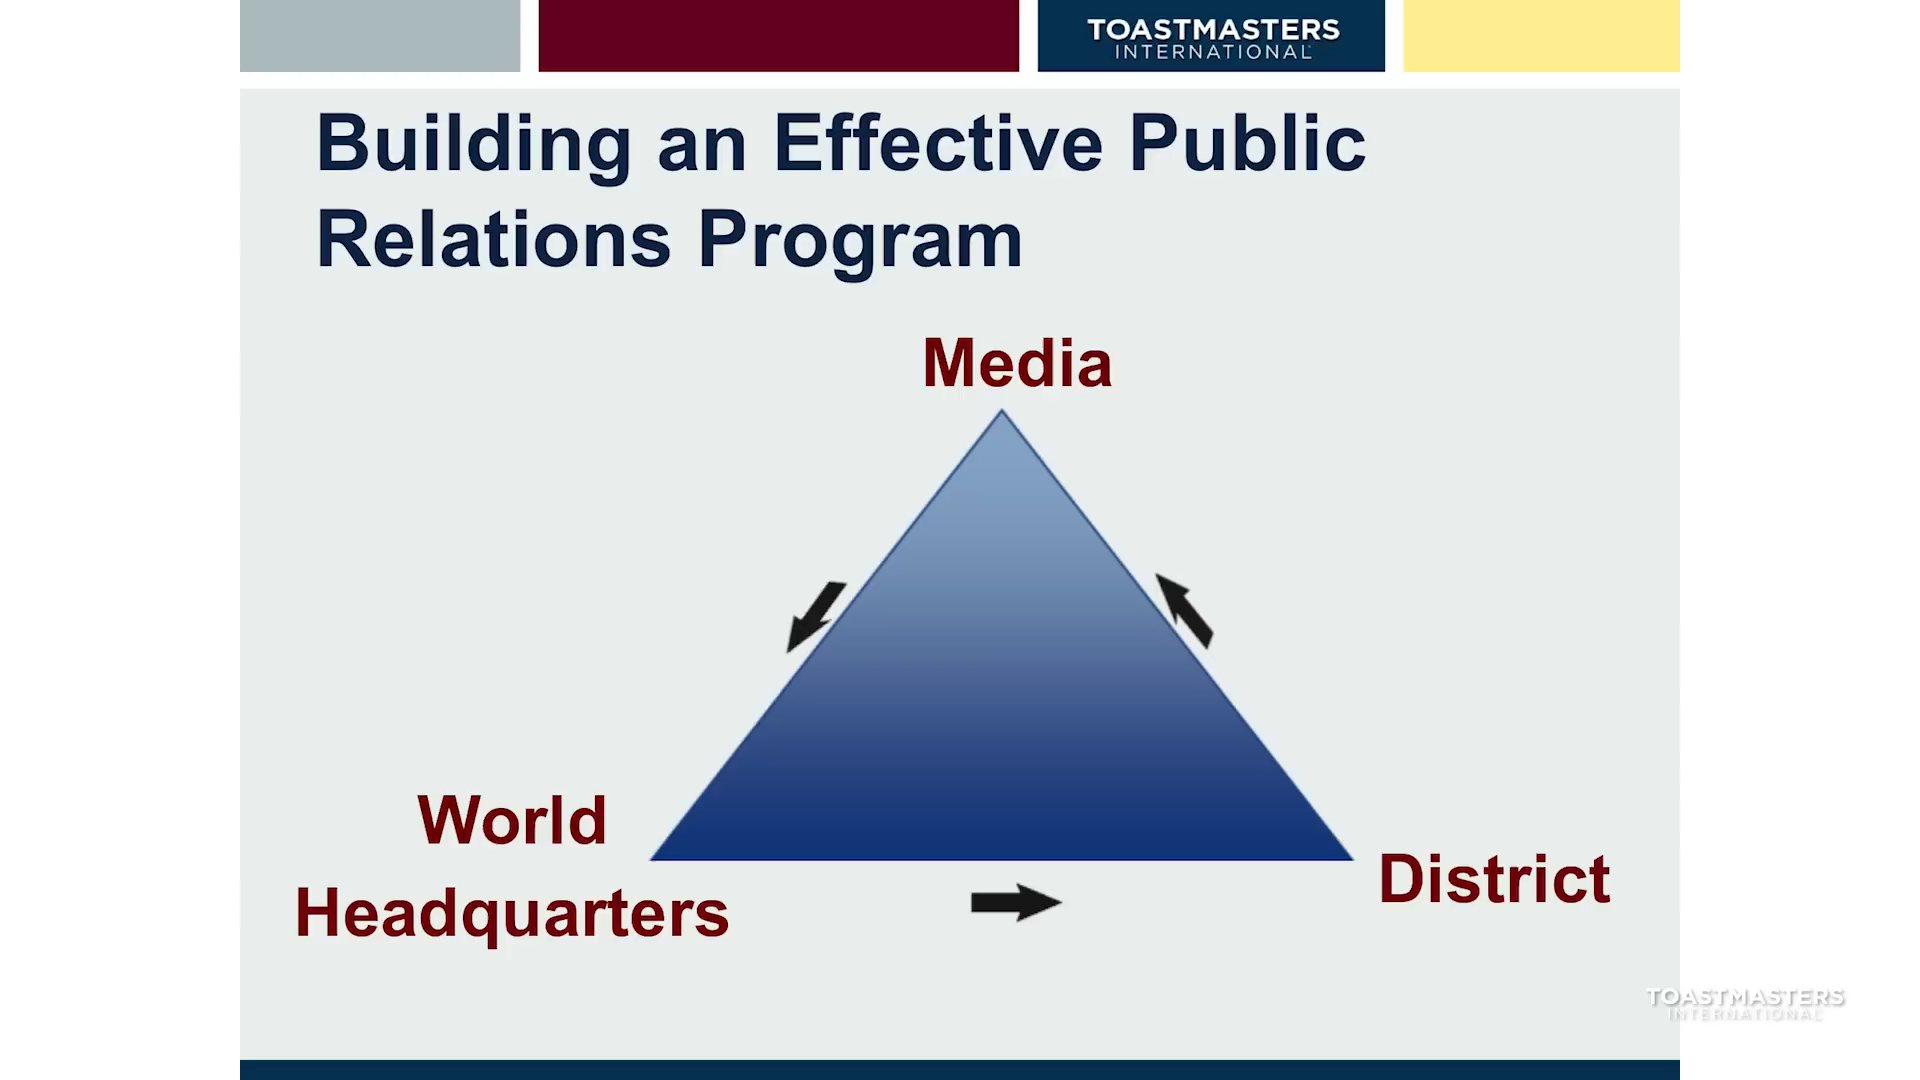 TOASTMASTERS
INTERNATIONAL
Building an Effective Public
Relations Program
Media
World
Headquarters
District
TOASTMASTERS
INTERNATIONAL